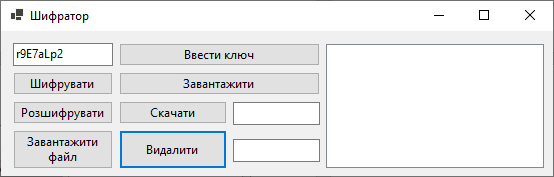 Шифратор
r9E7aLp2
Ввести ключ
Шифрувати
Завантажити
Розшифрувати
Скачати
Завантажити
файл
Видалити